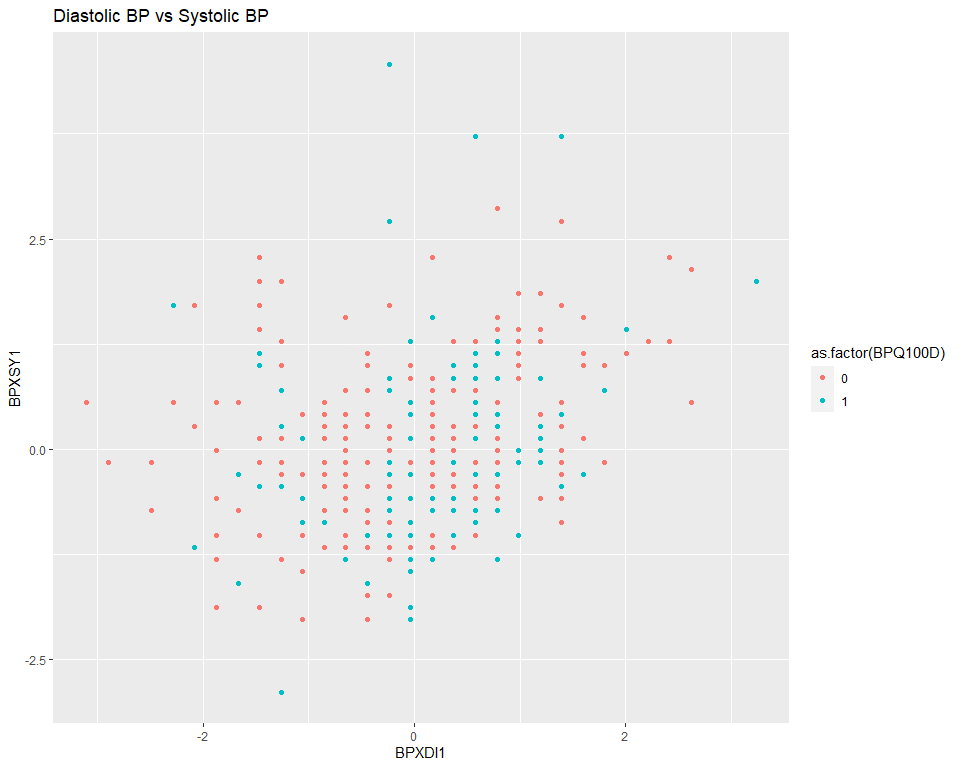 Diastolic BP vs Systolic BP
BPXSY1
2.5
0.0
-2.5
-2
0
2
BPXDI1
as.factor(BPQ100D)
0
1